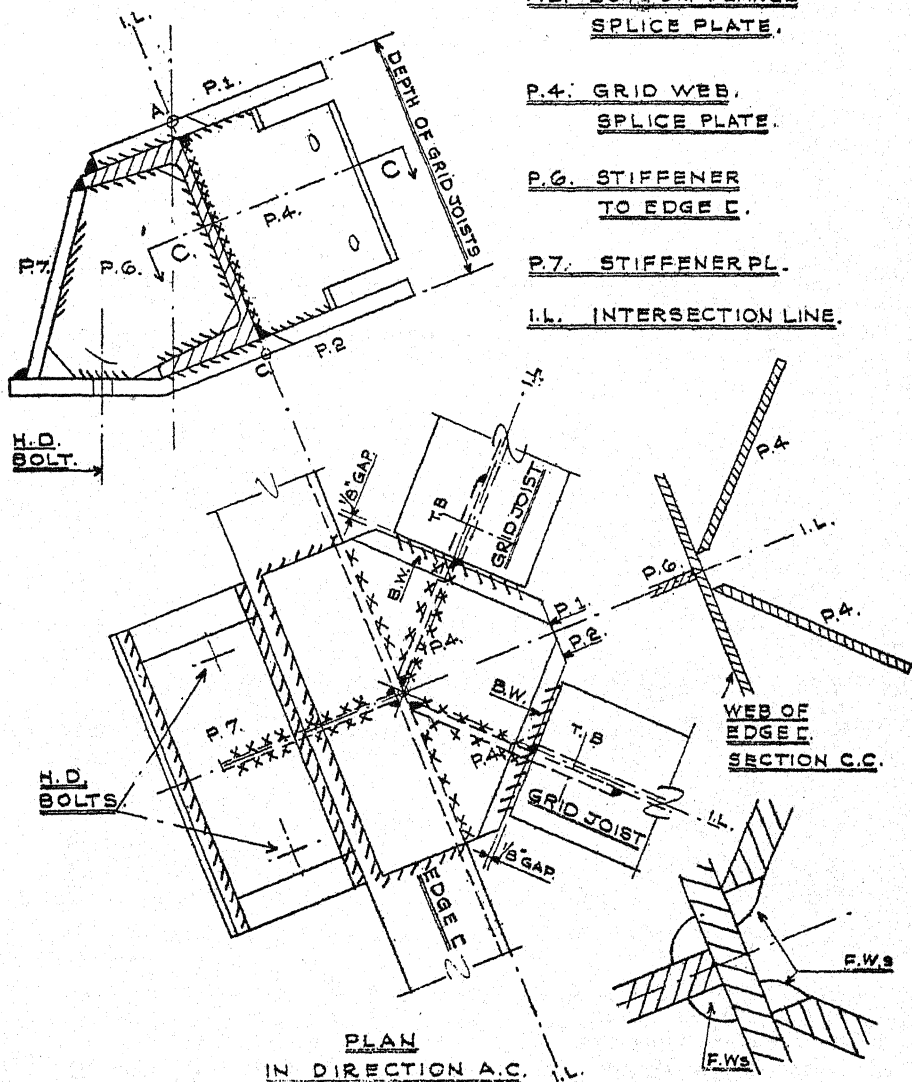 SPLICE PLATE.
P.4. GRID WEB.
SPLICE PLATE.
P.6. STIFFENER
TO EDGE [.
P.7. STIFFENER PL.
I.L. INTERSECTION LINE.
I.L.
P.1.
A
DEPTH OF GRID JOISTS
C
P.4.
C.
P.7.
P.6.
P.2
C
H.D.
BOLT.
1/8" GAP
I.L.
T.B
GRID JOIST
B.W.
P.4
P.1.
P.2.
P.4.
B.W.
P.4
T.B
GRID JOIST
I.L.
1/8" GAP
P.7.
H.D.
BOLTS
EDGE [
P.4
I.L.
P.6
P.4.
WEB OF
EDGE [.
SECTION C.C.
F.W.s
F.Ws
PLAN
IN DIRECTION A.C.
I.L.